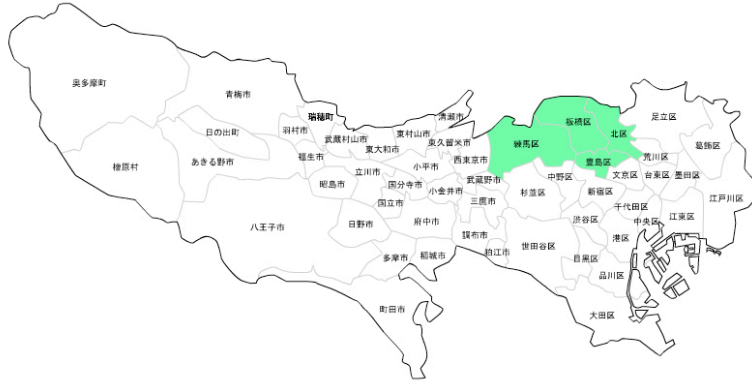 奥多摩町
青梅市
瑞穂町
清瀬市
板橋区
足立区
日の出町
羽村市
武蔵村山市
東村山市
東久留米市
練馬区
北区
東大和市
葛飾区
檜原村
あきる野市
福生市
立川市
小平市
西東京市
豊島区
荒川区
昭島市
国分寺市
武蔵野市
中野区
文京区
台東区
墨田区
国立市
小金井市
三鷹市
杉並区
新宿区
江戸川区
千代田区
八王子市
日野市
府中市
渋谷区
中央区
江東区
調布市
港区
多摩市
稲城市
狛江市
世田谷区
目黒区
品川区
町田市
大田区